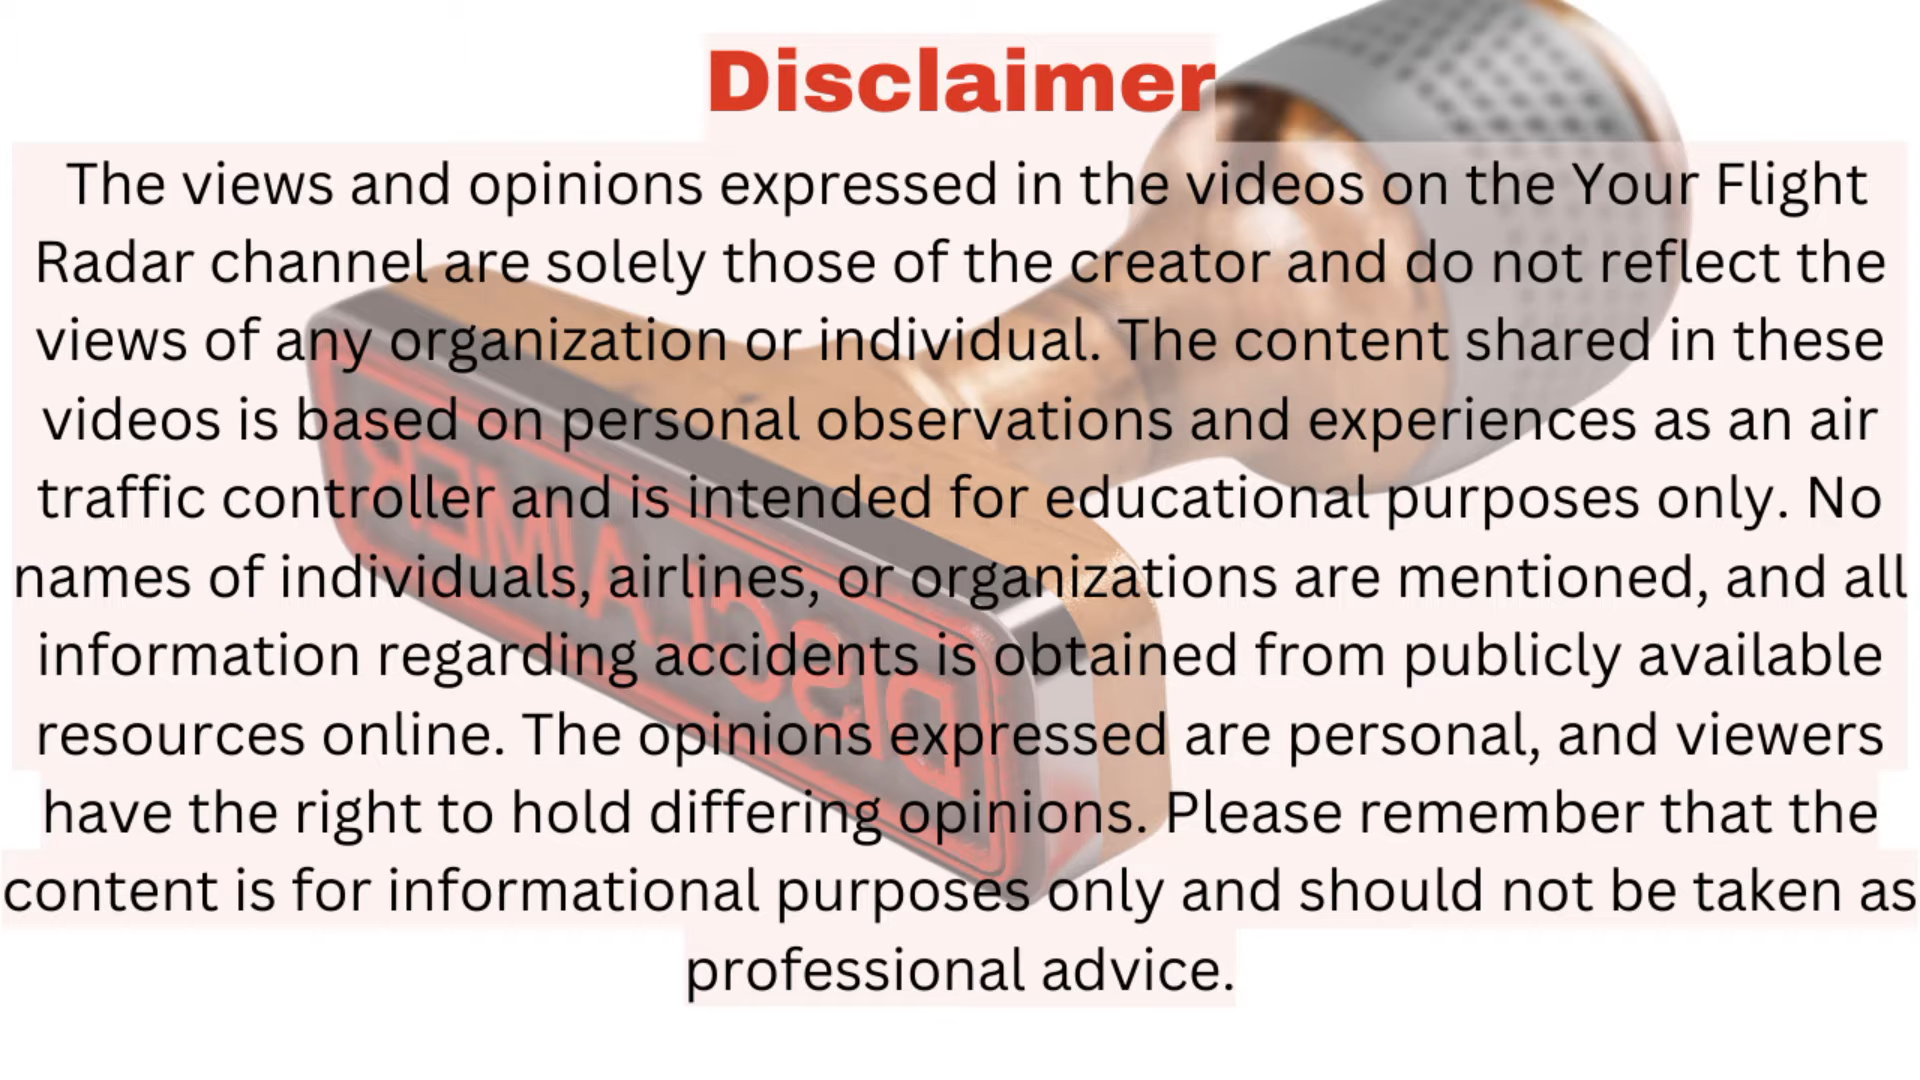 Disclaimer
The views and opinions expressed in the videos on the Your Flight
Radar channel are solely those of the creator and do not reflect the
views of any organization or individual. The content shared in these
videos is based on personal observations and experiences as an air
traffic controller and is intended for educational purposes only. No
names of individuals, airlines, or organizations are mentioned, and all
information regarding accidents is obtained from publicly available
resources online. The opinions expressed are personal, and viewers
have the right to hold differing opinions. Please remember that the
content is for informational purposes only and should not be taken as
professional advice.
DISCLAIMER